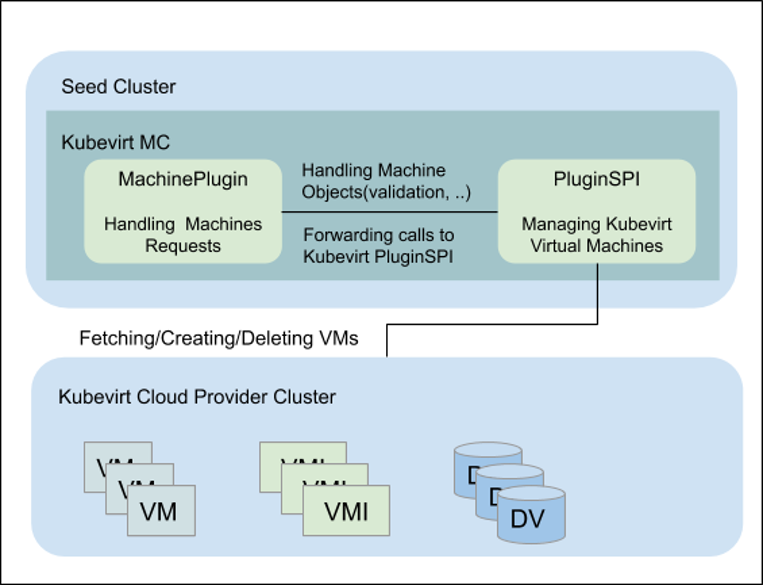 Seed Cluster
Kubevirt MC
MachinePlugin
Handling Machines
Requests
Handling Machine
Objects(validation, ..)
Forwarding calls to
Kubevirt PluginSPI
PluginSPI
Managing Kubevirt
Virtual Machines
Fetching/Creating/Deleting VMs
Kubevirt Cloud Provider Cluster
VM
VM
VM
VMI
VMI
VMI
D
D
DV